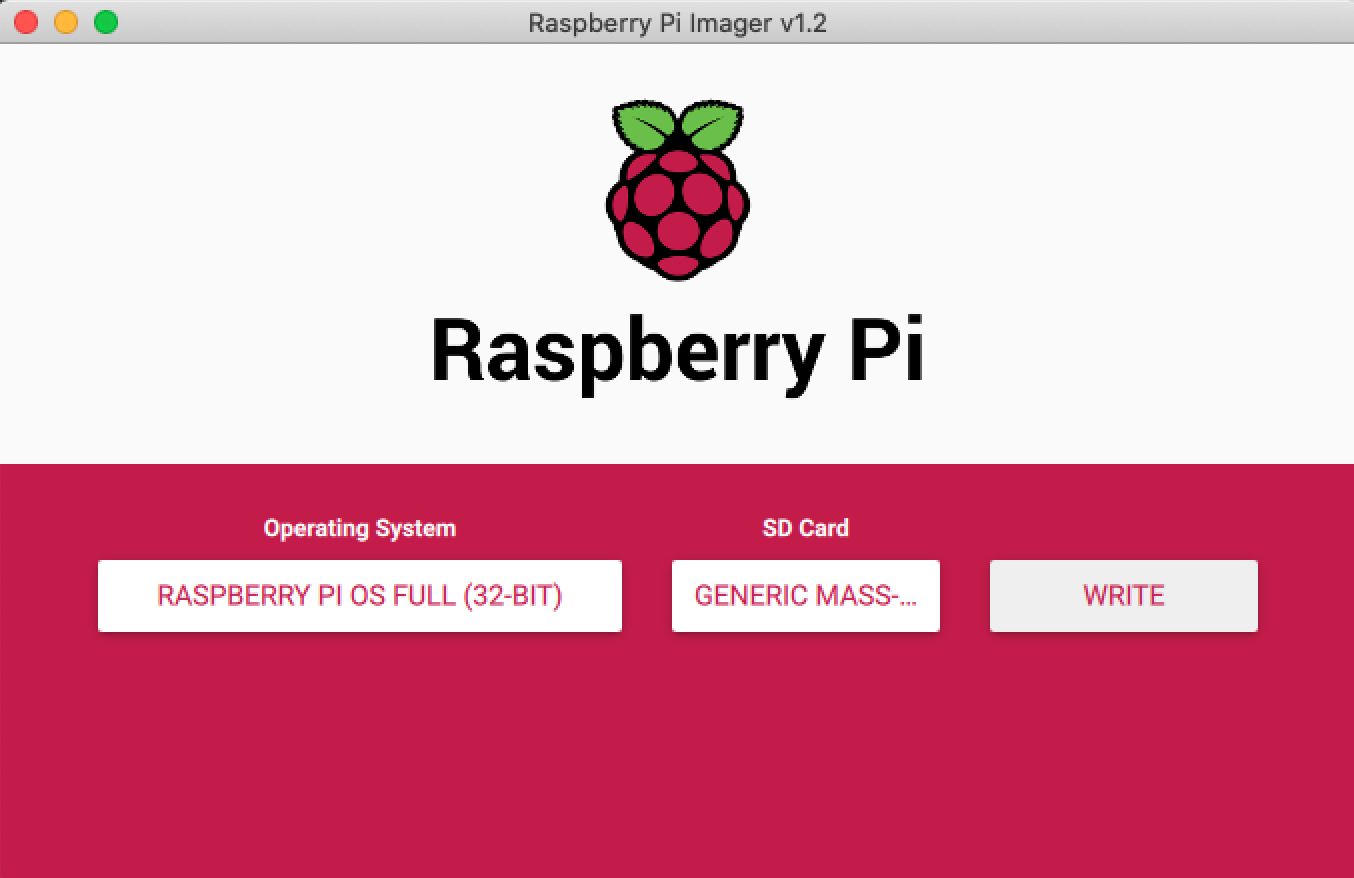 Raspberry Pi Imager v1.2
Raspberry Pi
Operating System
SD Card
RASPBERRY PI OS FULL (32-BIT)
GENERIC MASS-...
WRITE